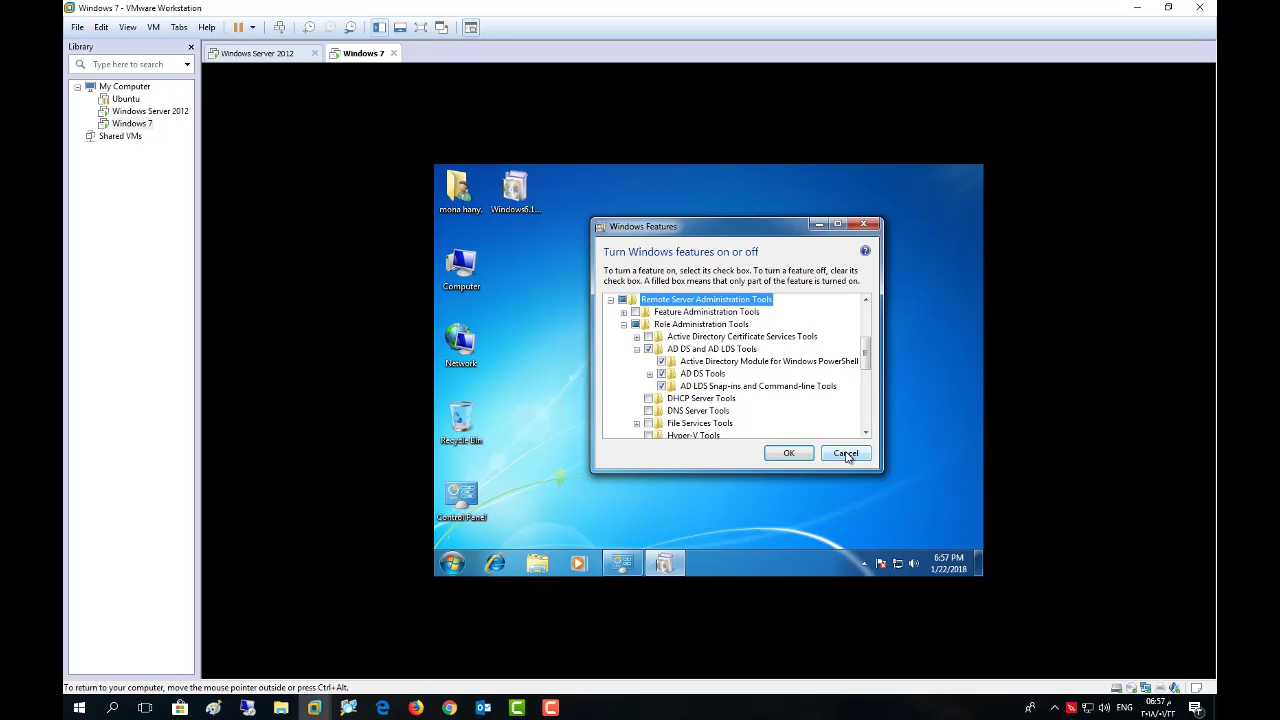 Windows 7 - VMware Workstation
File Edit View VM Tabs Help
Library
Type here to search
My Computer
Ubuntu
Windows Server 2012
Windows 7
Shared VMs
Windows Server 2012
Windows 7
mona hany.
Windows6.1...
Computer
Network
Recycle Bin
Control Panel
Windows Features
Turn Windows features on or off
To turn a feature on, select its check box. To turn a feature off, clear its
check box. A filled box means that only part of the feature is turned on.
Remote Server Administration Tools
Feature Administration Tools
Role Administration Tools
Active Directory Certificate Services Tools
AD DS and AD LDS Tools
Active Directory Module for Windows PowerShell
AD DS Tools
AD LDS Snap-ins and Command-line Tools
DHCP Server Tools
DNS Server Tools
File Services Tools
Hyper-V Tools
OK Cancel
6:57 PM
1/22/2018
To return to your computer, move the mouse pointer outside or press Ctrl+Alt.
ENG
06:57 م